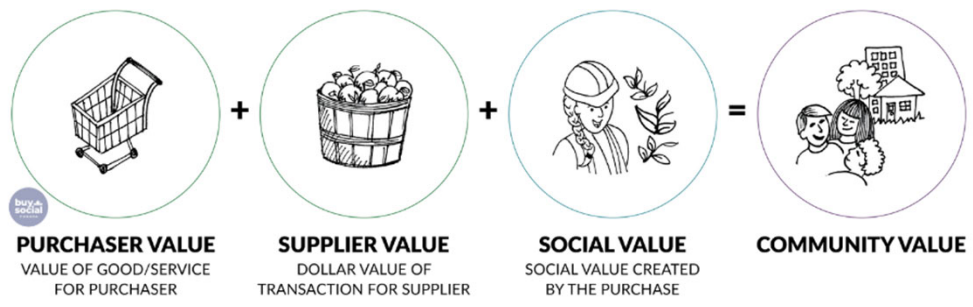 +
+
=
buy
social
PURCHASER VALUE
VALUE OF GOOD/SERVICE
FOR PURCHASER
SUPPLIER VALUE
DOLLAR VALUE OF
TRANSACTION FOR SUPPLIER
SOCIAL VALUE
SOCIAL VALUE CREATED
BY THE PURCHASE
COMMUNITY VALUE